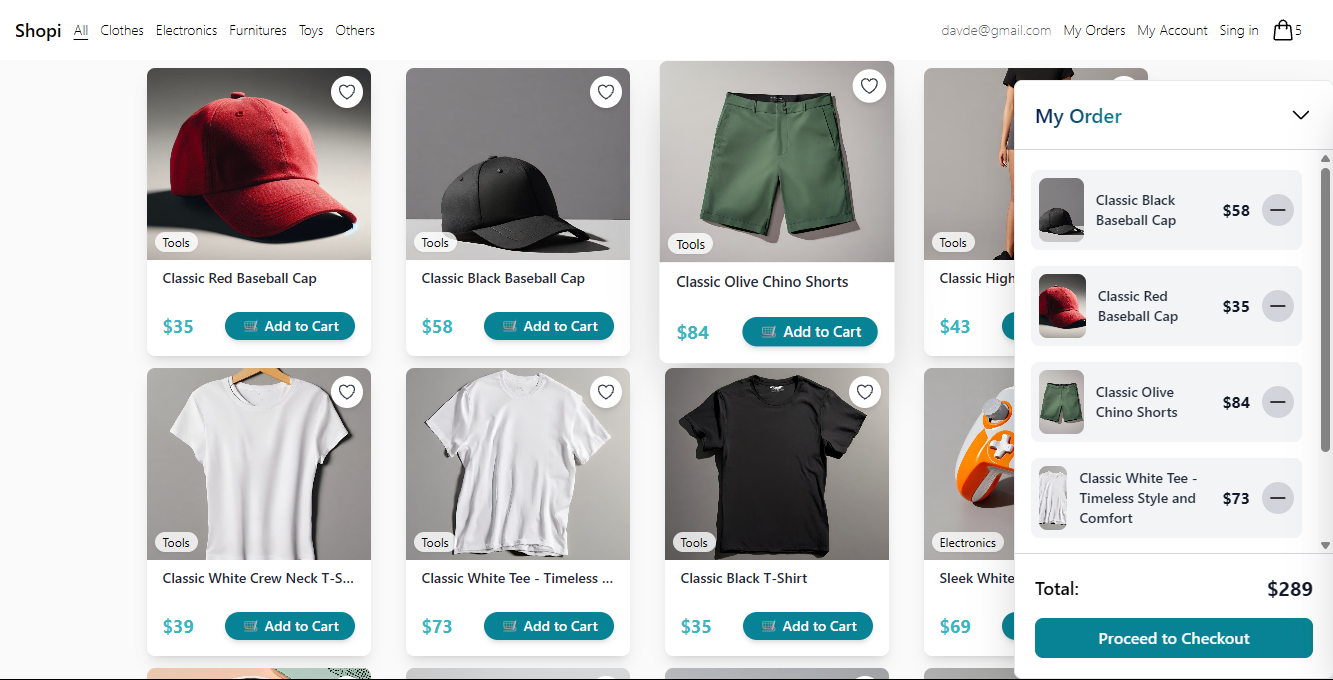 Shopi All Clothes Electronics Furnitures Toys Others davde@gmail.com My Orders My Account Sing in 5
Tools Tools Tools Tools
Classic Red Baseball Cap Classic Black Baseball Cap Classic Olive Chino Shorts Classic High
$35 Add to Cart $58 Add to Cart $84 Add to Cart $43
Tools Tools Tools Electronics
Classic White Crew Neck T-S... Classic White Tee - Timeless ... Classic Black T-Shirt Sleek White
$39 Add to Cart $73 Add to Cart $35 Add to Cart $69
My Order
Classic Black
Baseball Cap
$58
Classic Red
Baseball Cap
$35
Classic Olive
Chino Shorts
$84
Classic White Tee -
Timeless Style and
Comfort
$73
Total: $289
Proceed to Checkout